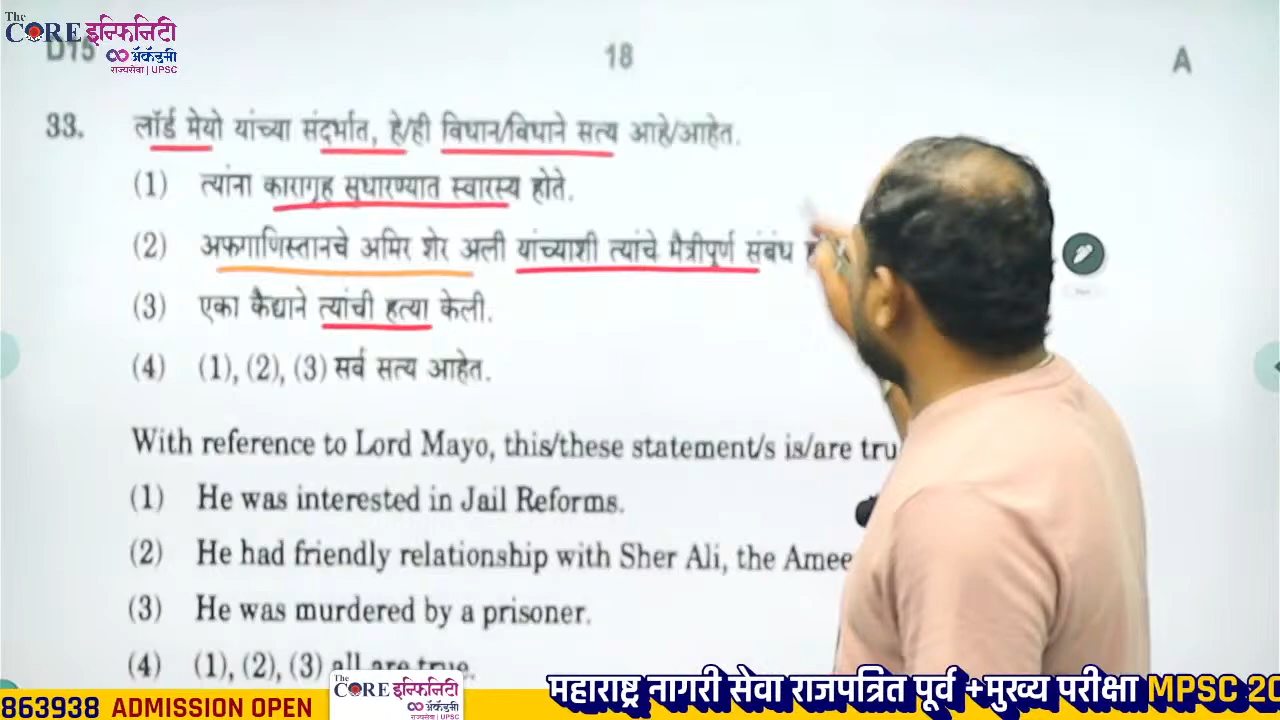 The
CORE इन्फिनिटी
अॅकॅडमी
राज्यसेवा | UPSC
D15
18
A
33. लॉर्ड मेयो यांच्या संदर्भात, हे/ही विधान/विधाने सत्य आहे/आहेत.
(1) त्यांना कारागृह सुधारण्यात स्वारस्य होते.
(2) अफगाणिस्तानचे अमिर शेर अली यांच्याशी त्यांचे मैत्रीपूर्ण संबंध
(3) एका कैद्याने त्यांची हत्या केली.
(4) (1), (2), (3) सर्व सत्य आहेत.
With reference to Lord Mayo, this/these statement/s is/are tru
(1) He was interested in Jail Reforms.
(2) He had friendly relationship with Sher Ali, the Amee
(3) He was murdered by a prisoner.
(4) (1), (2), (3) all are true.
863938 ADMISSION OPEN
The
CORE इन्फिनिटी
अॅकॅडमी
राज्यसेवा | UPSC
महाराष्ट्र नागरी सेवा राजपत्रित पूर्व +मुख्य परीक्षा MPSC 20